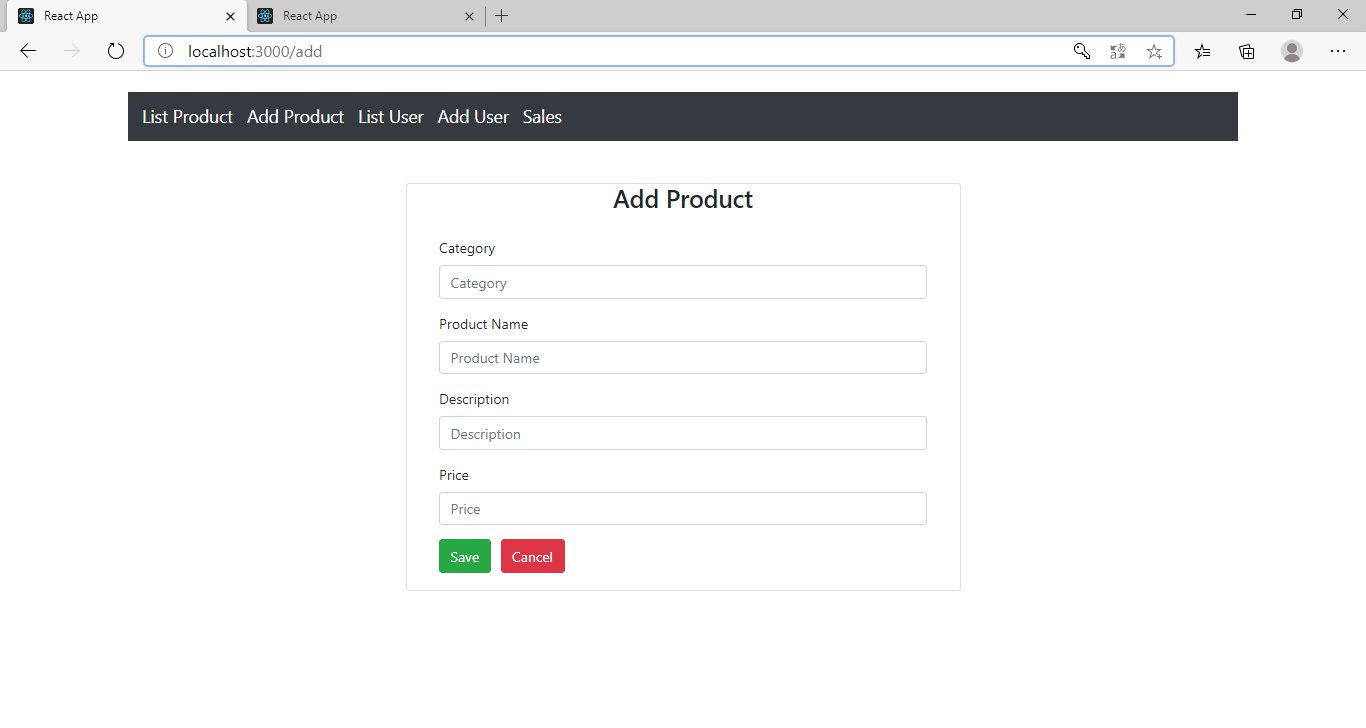 React App
React App
localhost:3000/add
List Product Add Product List User Add User Sales
Add Product
Category
Category
Product Name
Product Name
Description
Description
Price
Price
Save Cancel